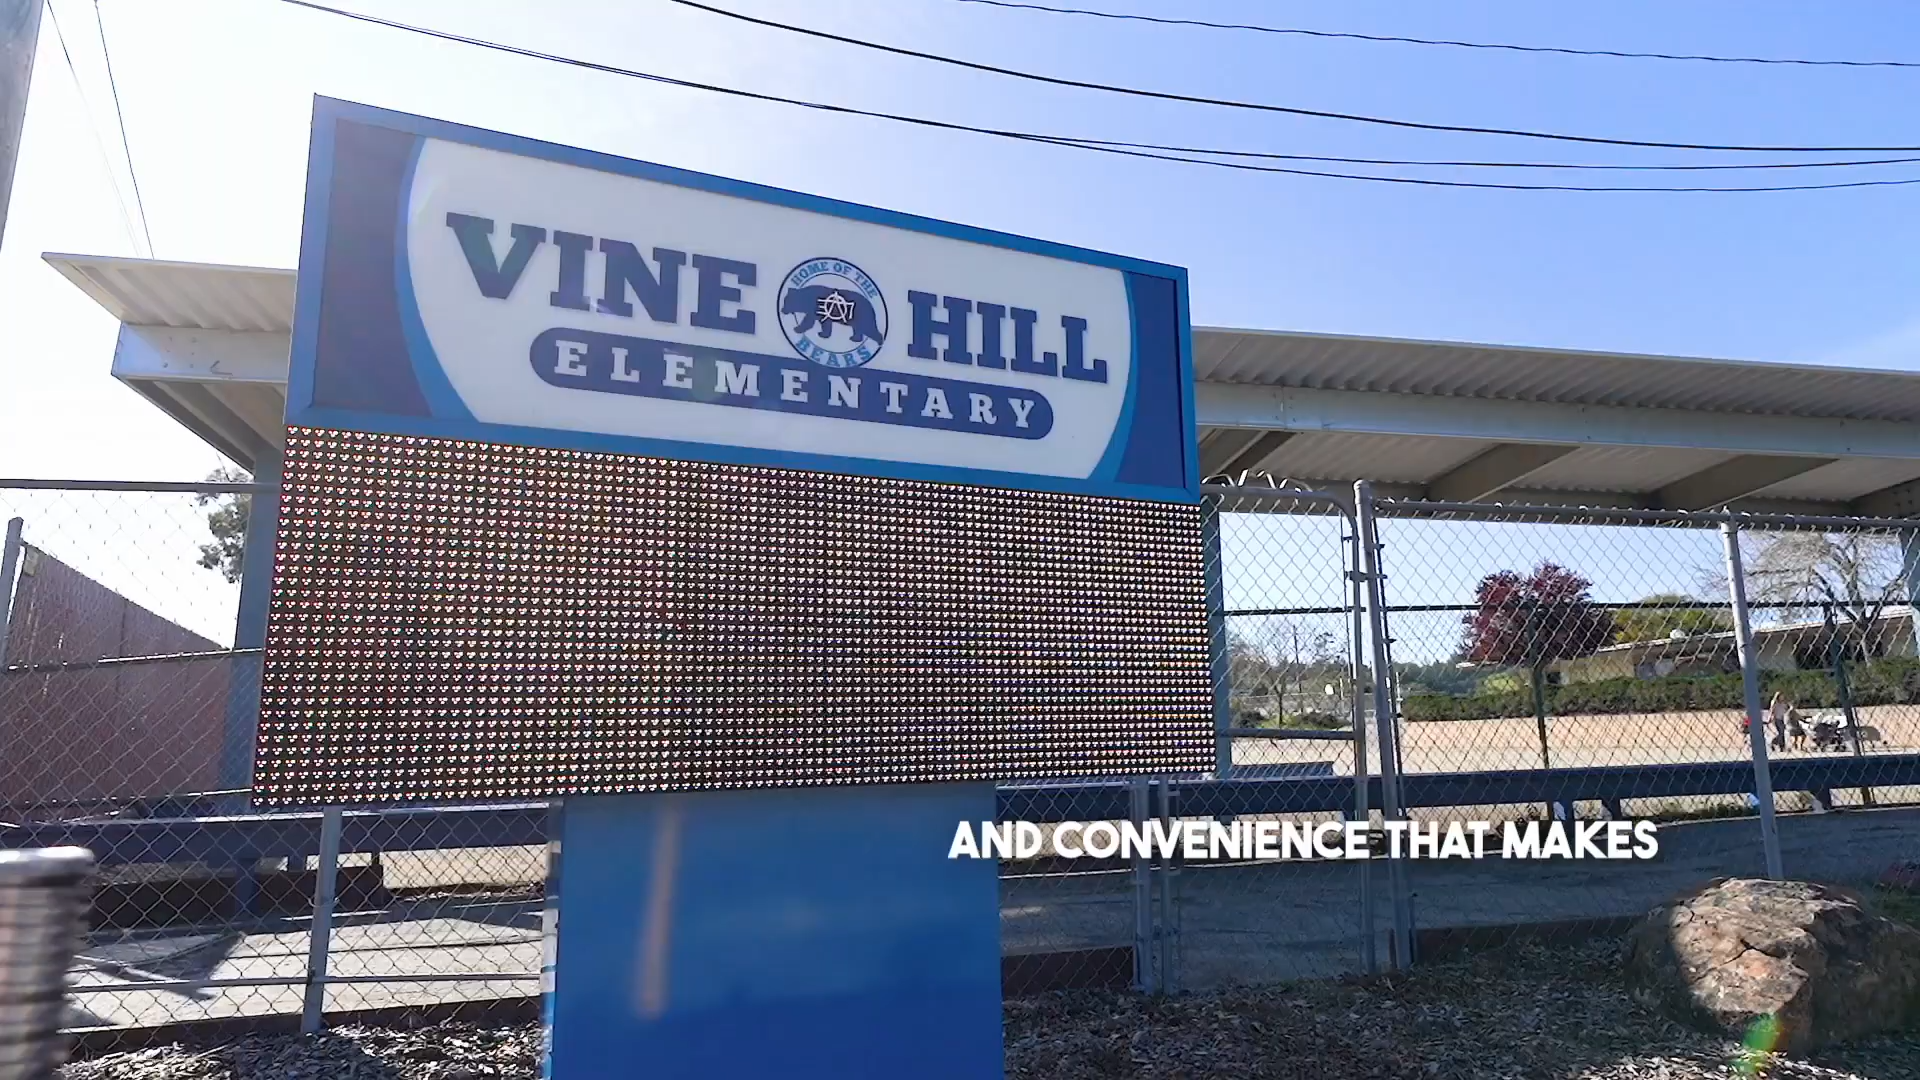 VINE HILL
HOME OF THE
BEARS
ELEMENTARY
AND CONVENIENCE THAT MAKES